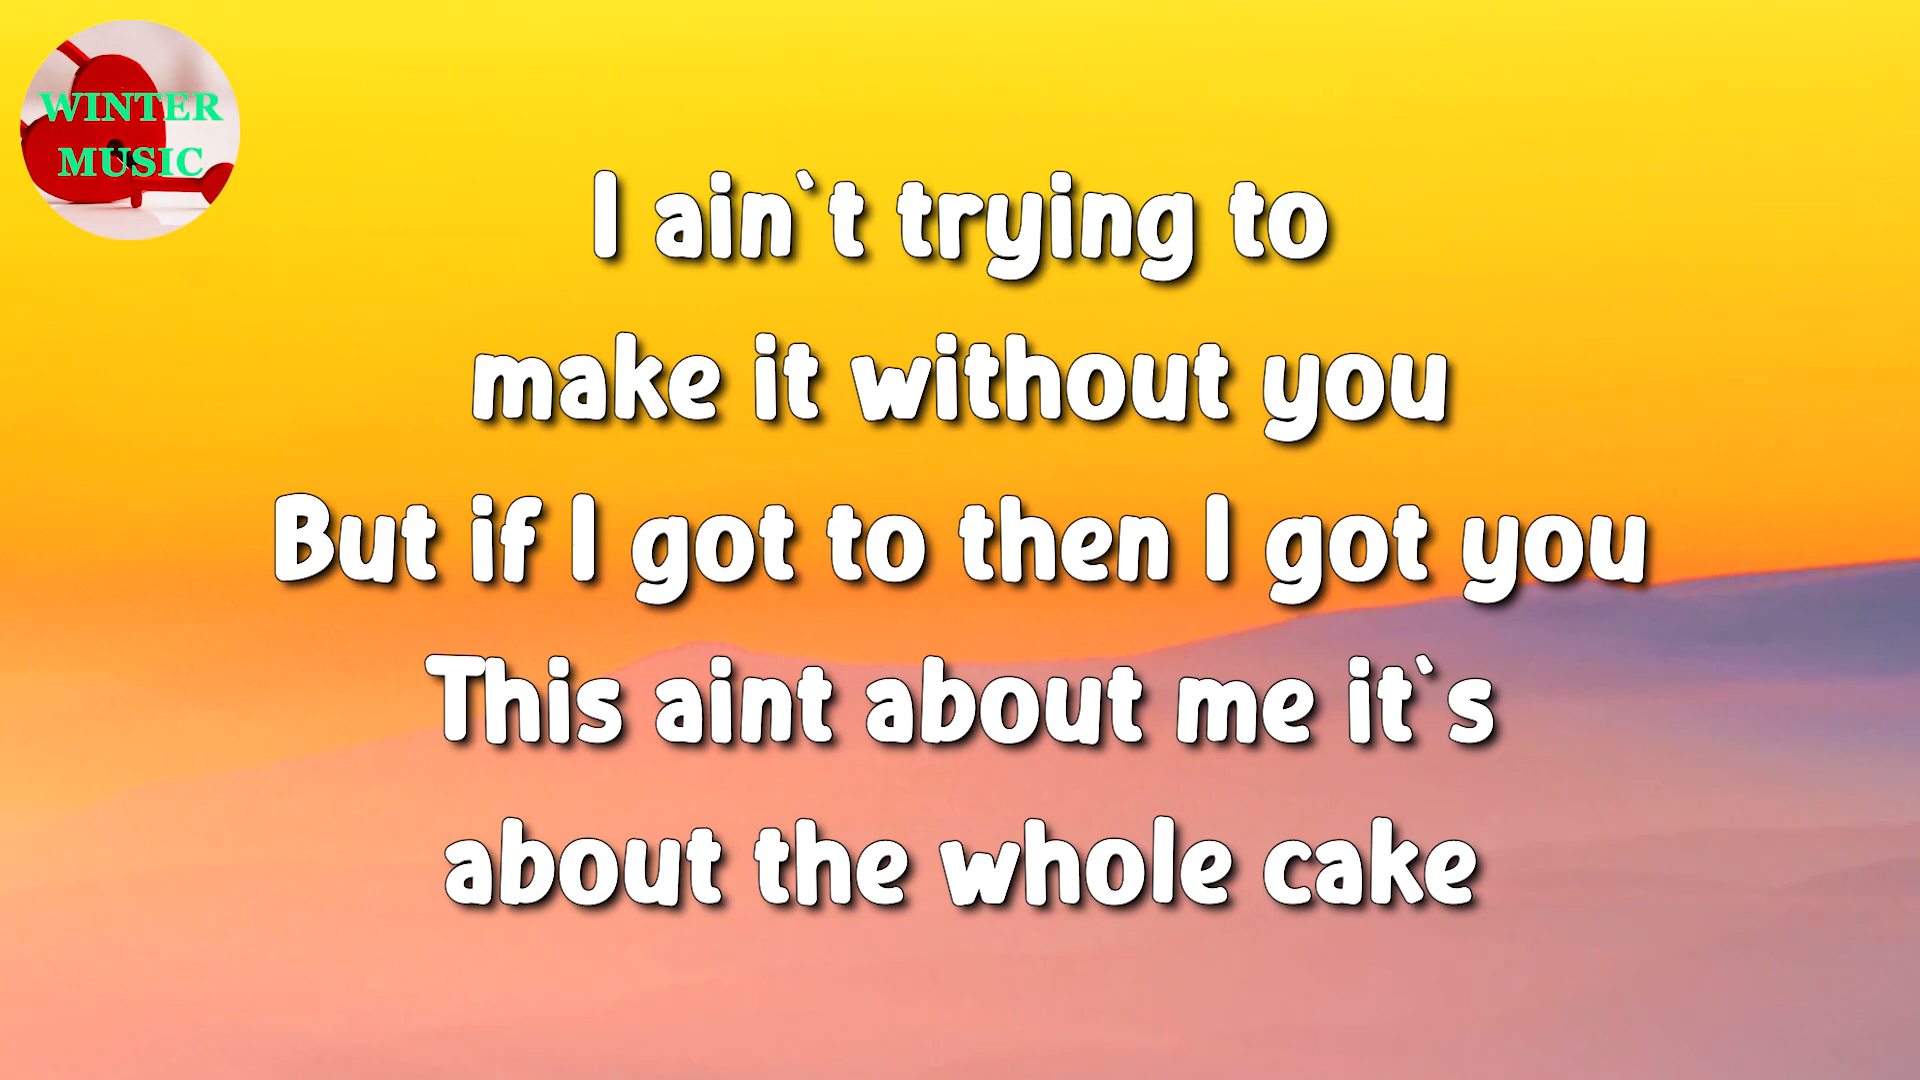 WINTER
MUSIC
I ain`t trying to
make it without you
But if I got to then I got you
This aint about me it`s
about the whole cake